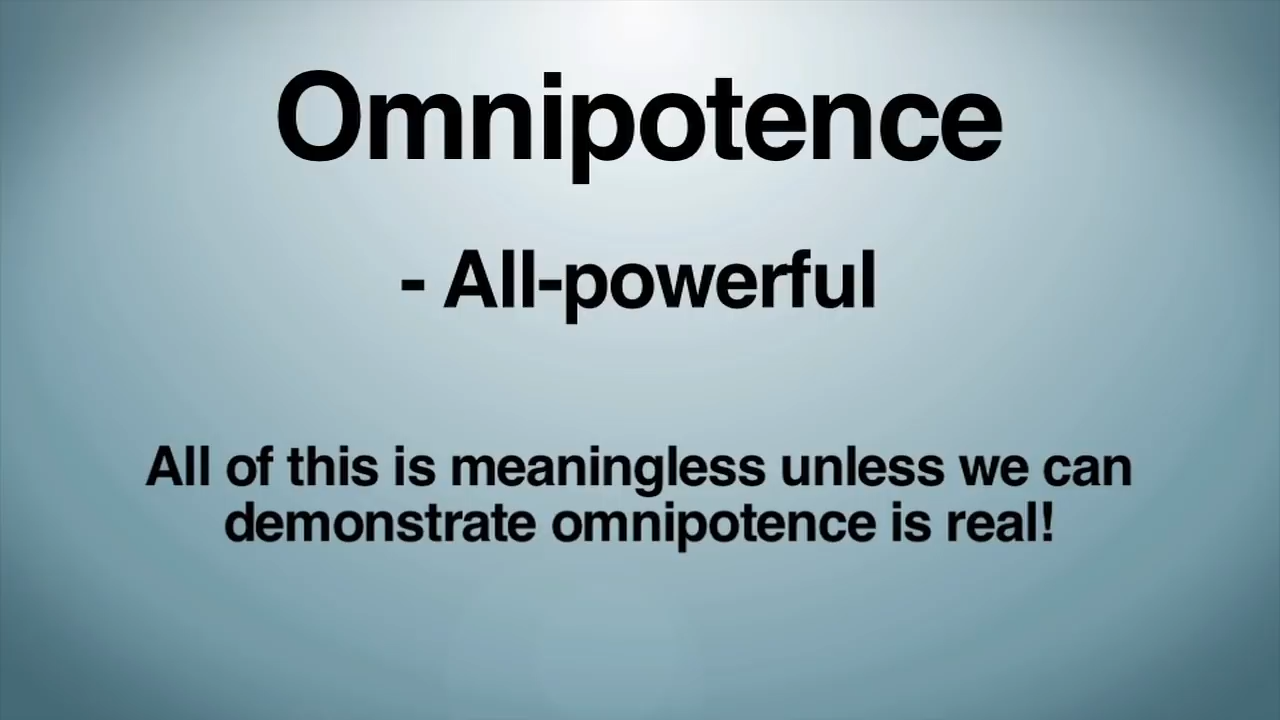 Omnipotence
- All-powerful
All of this is meaningless unless we can
demonstrate omnipotence is real!